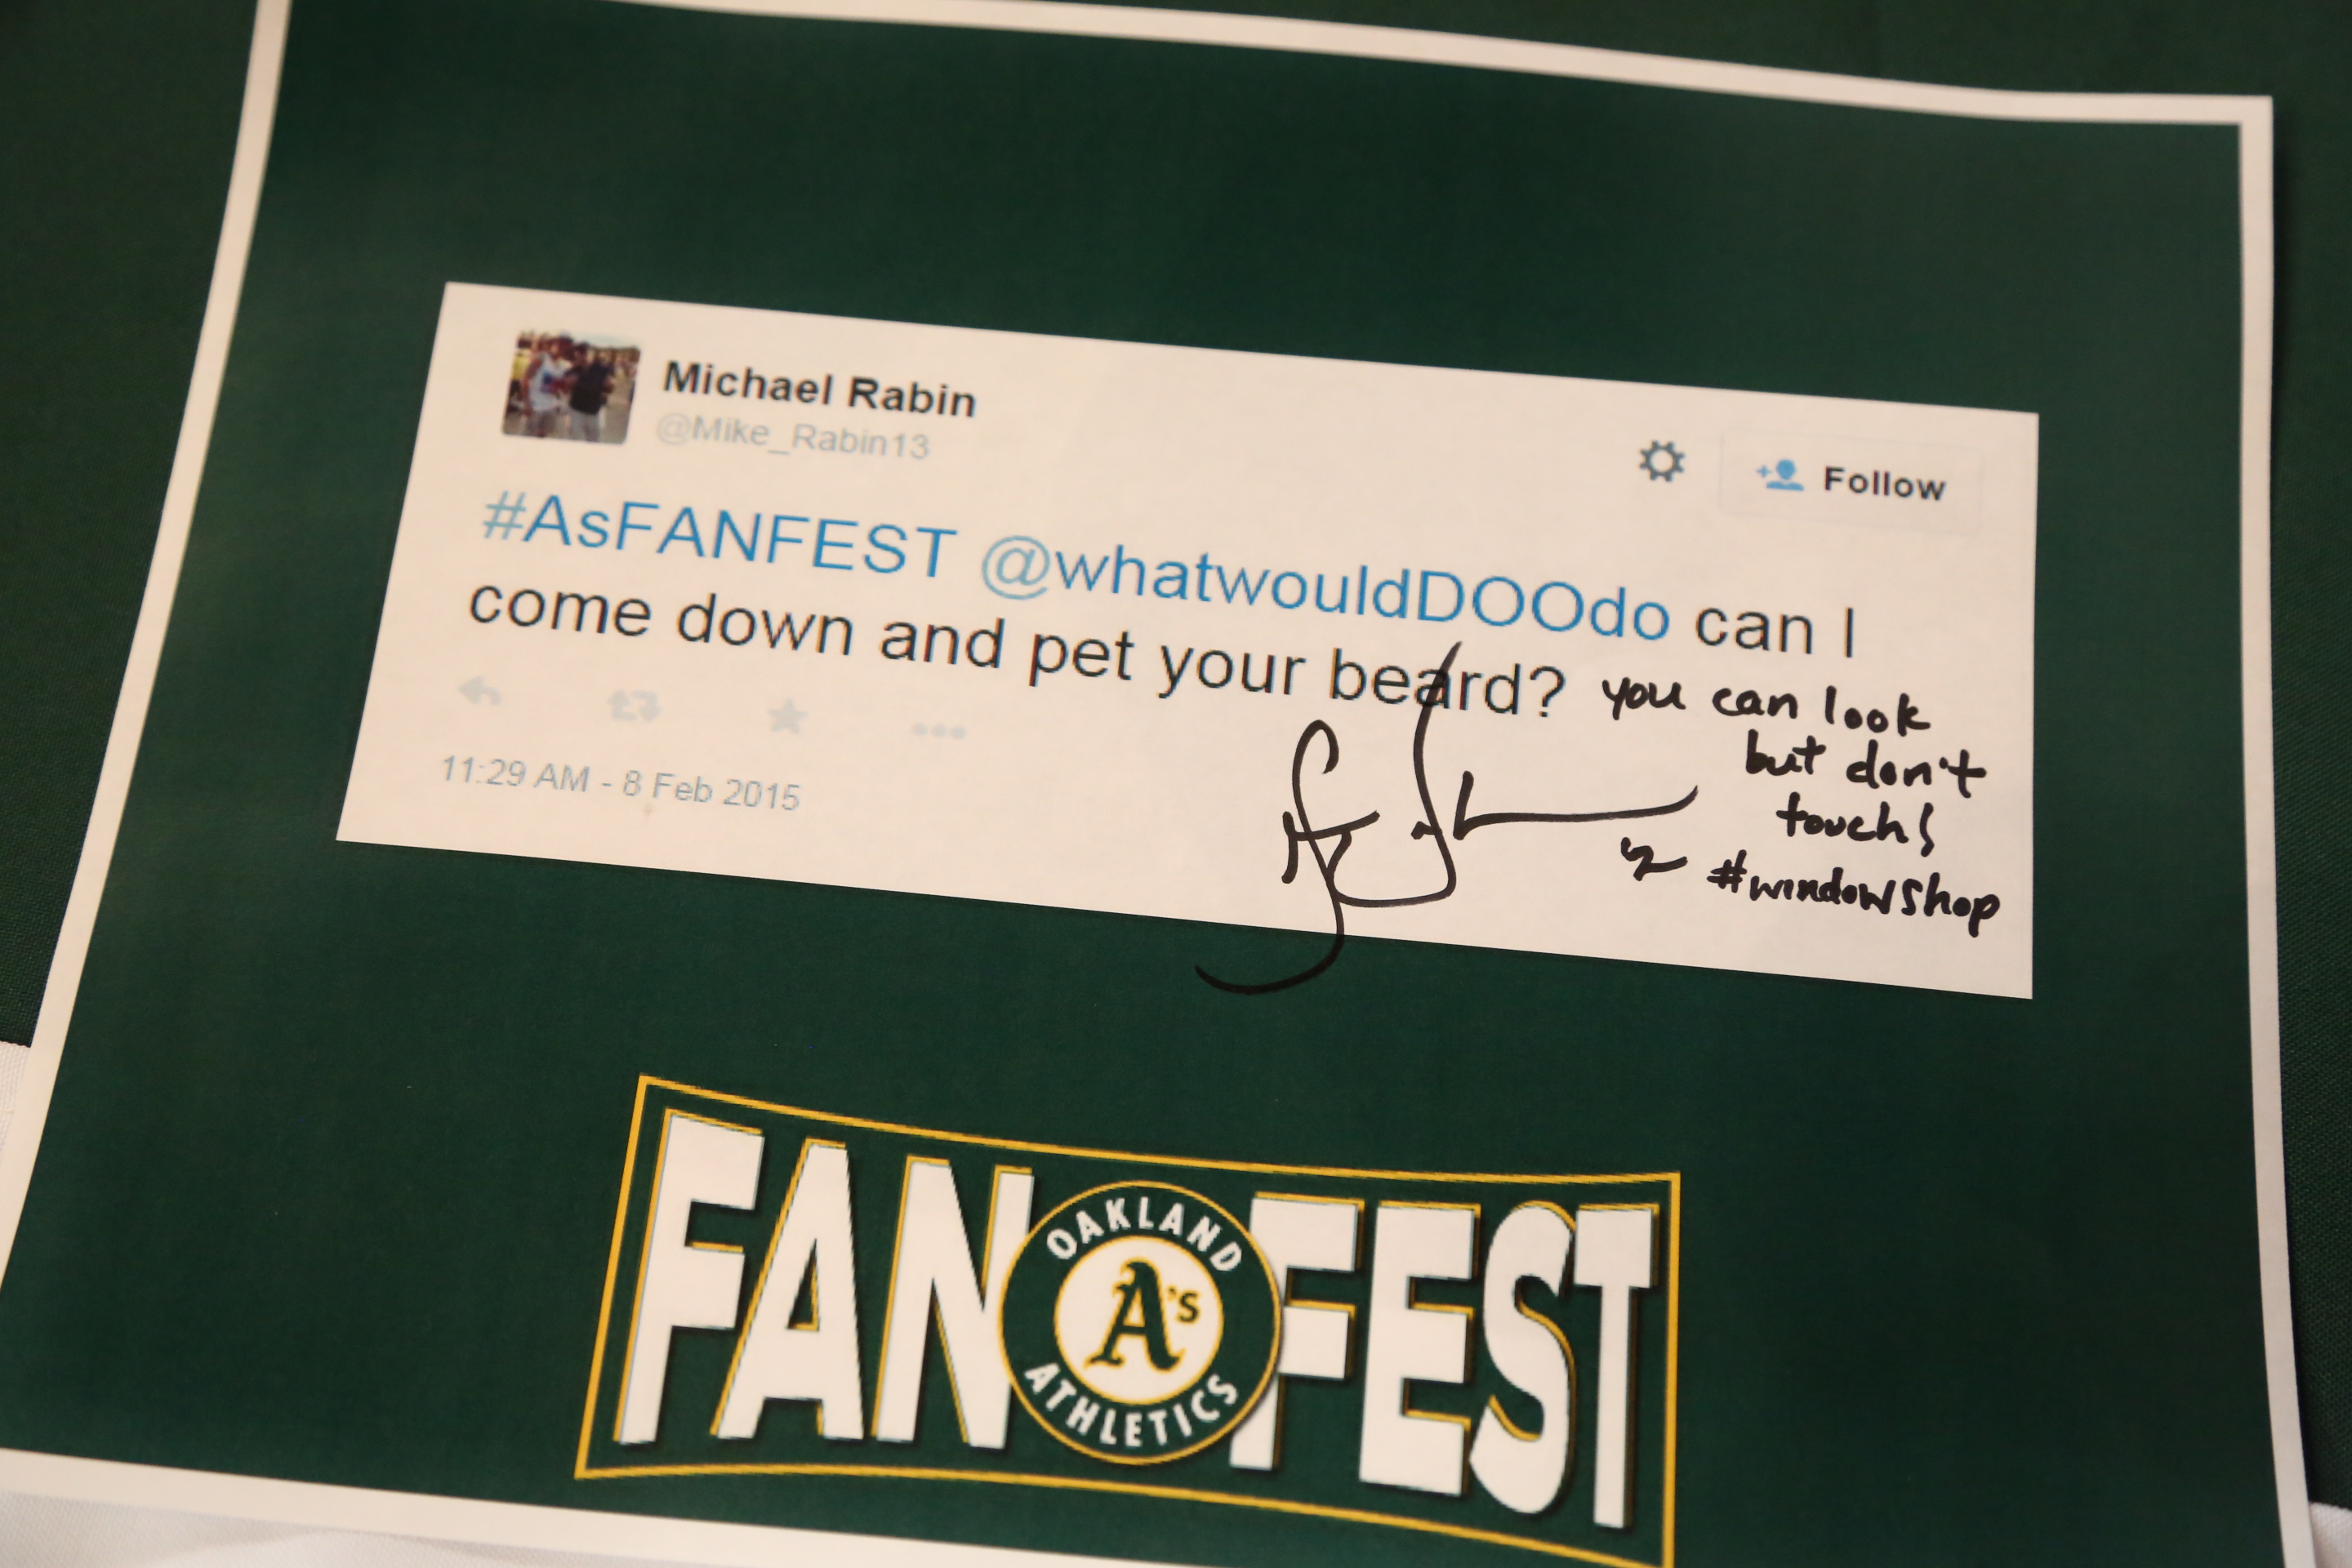 Michael Rabin
@Mike_Rabin13
Follow
#AsFANFEST @whatwouldDOOdo can I
come down and pet your beard?
you can look
but don't
touch!
#windowshop
11:29 AM - 8 Feb 2015
FAN FEST
OAKLAND
A's
ATHLETICS